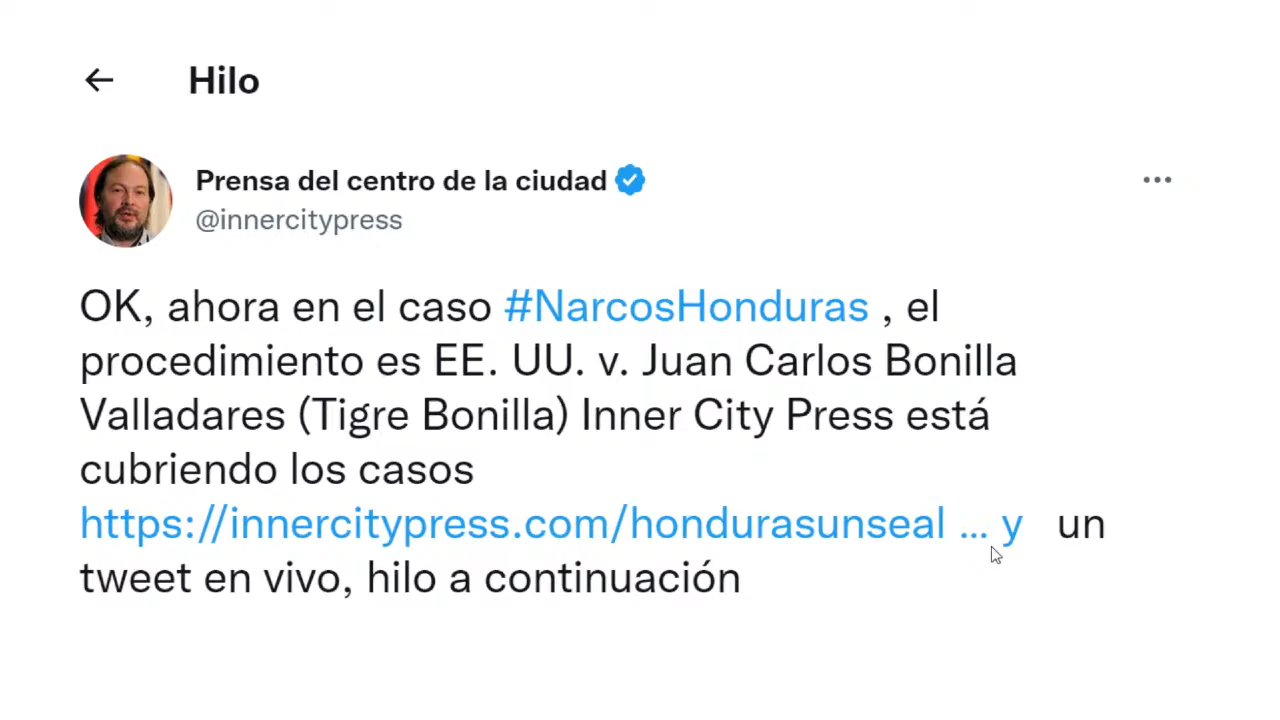 Hilo
Prensa del centro de la ciudad
@innercitypress
OK, ahora en el caso #NarcosHonduras , el
procedimiento es EE. UU. v. Juan Carlos Bonilla
Valladares (Tigre Bonilla) Inner City Press está
cubriendo los casos
https://innercitypress.com/hondurasunseal ... y un
tweet en vivo, hilo a continuación